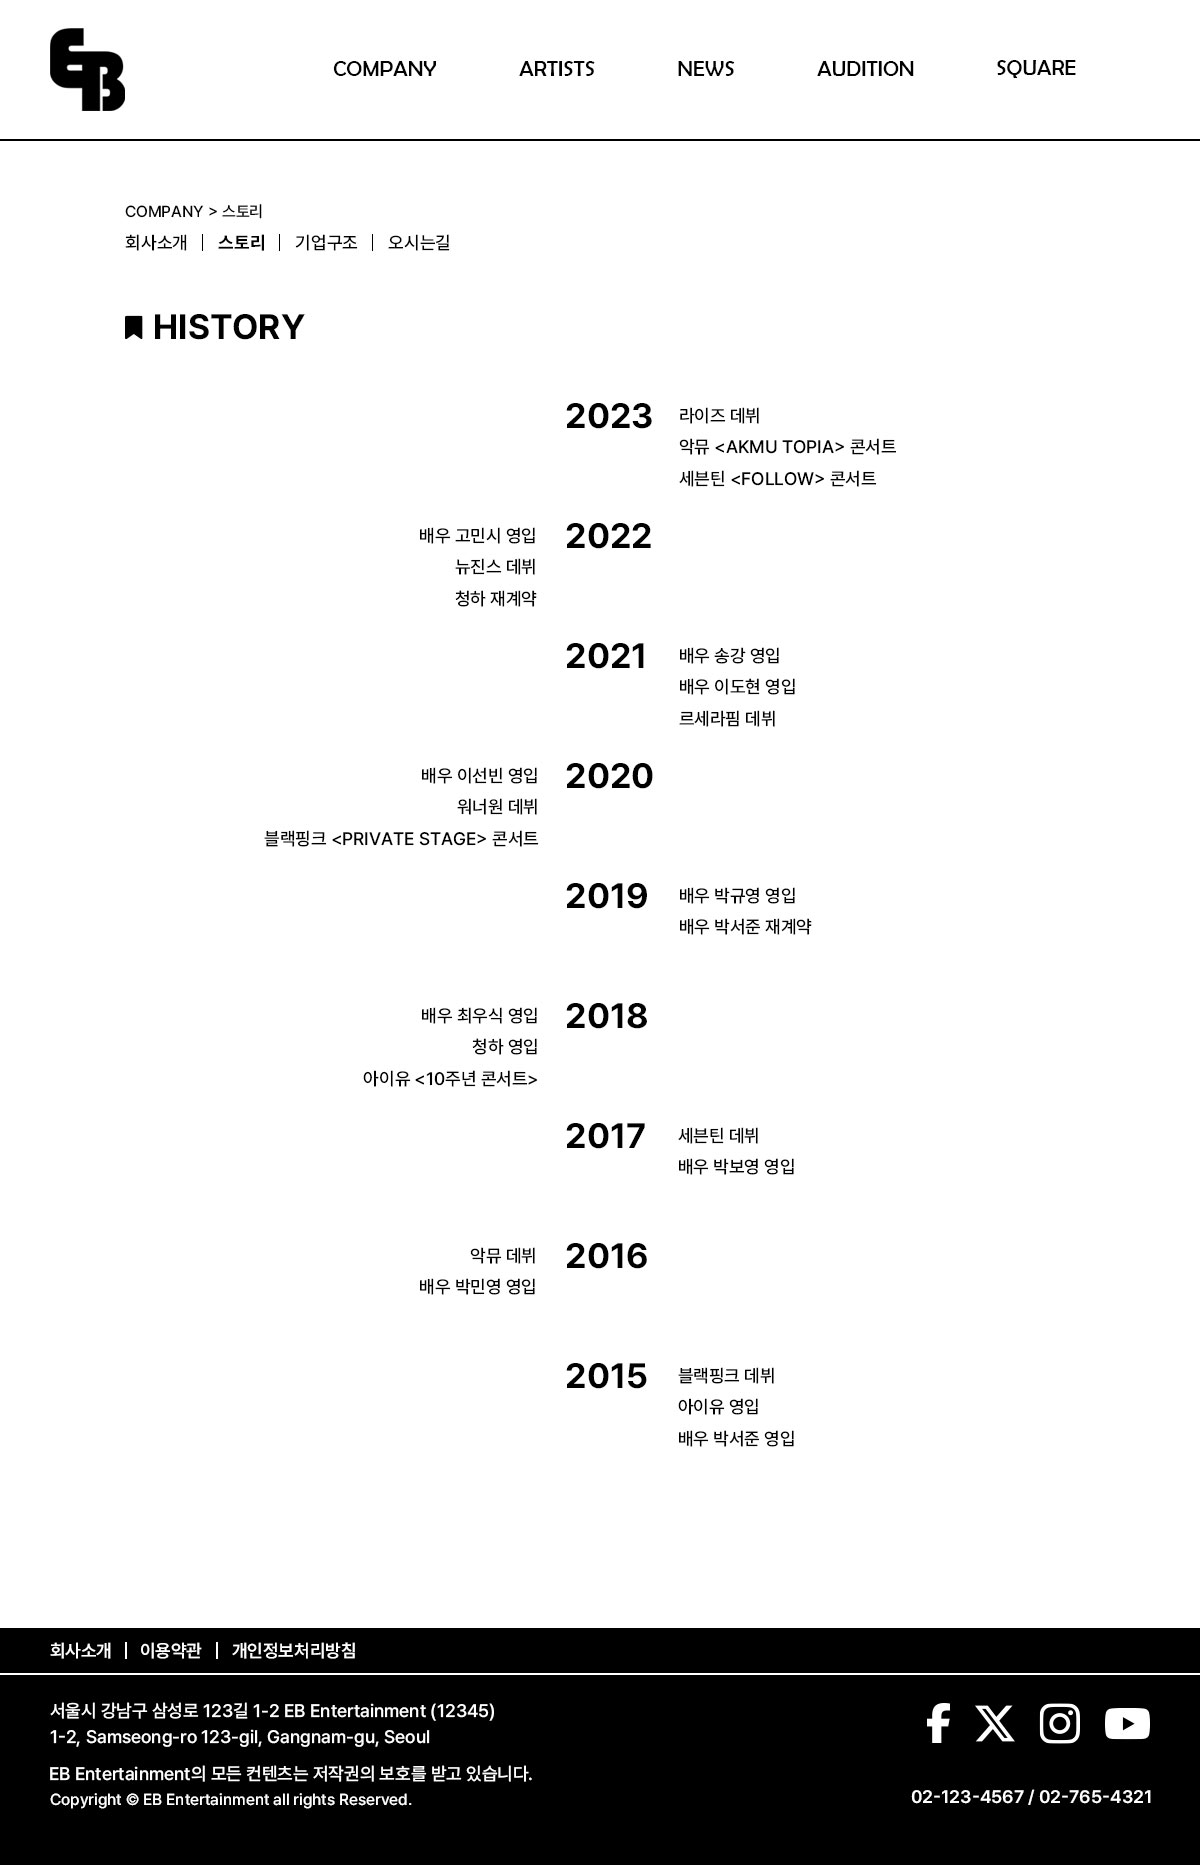 EB
COMPANY ARTISTS NEWS AUDITION SQUARE
COMPANY > 스토리
회사소개 | 스토리 | 기업구조 | 오시는길
HISTORY
2023 라이즈 데뷔
악뮤 <AKMU TOPIA> 콘서트
세븐틴 <FOLLOW> 콘서트
배우 고민시 영입 2022
뉴진스 데뷔
청하 재계약
2021 배우 송강 영입
배우 이도현 영입
르세라핌 데뷔
배우 이선빈 영입 2020
워너원 데뷔
블랙핑크 <PRIVATE STAGE> 콘서트
2019 배우 박규영 영입
배우 박서준 재계약
배우 최우식 영입 2018
청하 영입
아이유 <10주년 콘서트>
2017 세븐틴 데뷔
배우 박보영 영입
악뮤 데뷔 2016
배우 박민영 영입
2015 블랙핑크 데뷔
아이유 영입
배우 박서준 영입
회사소개 | 이용약관 | 개인정보처리방침
서울시 강남구 삼성로 123길 1-2 EB Entertainment (12345)
1-2, Samseong-ro 123-gil, Gangnam-gu, Seoul
EB Entertainment의 모든 컨텐츠는 저작권의 보호를 받고 있습니다.
Copyright © EB Entertainment all rights Reserved.
02-123-4567 / 02-765-4321